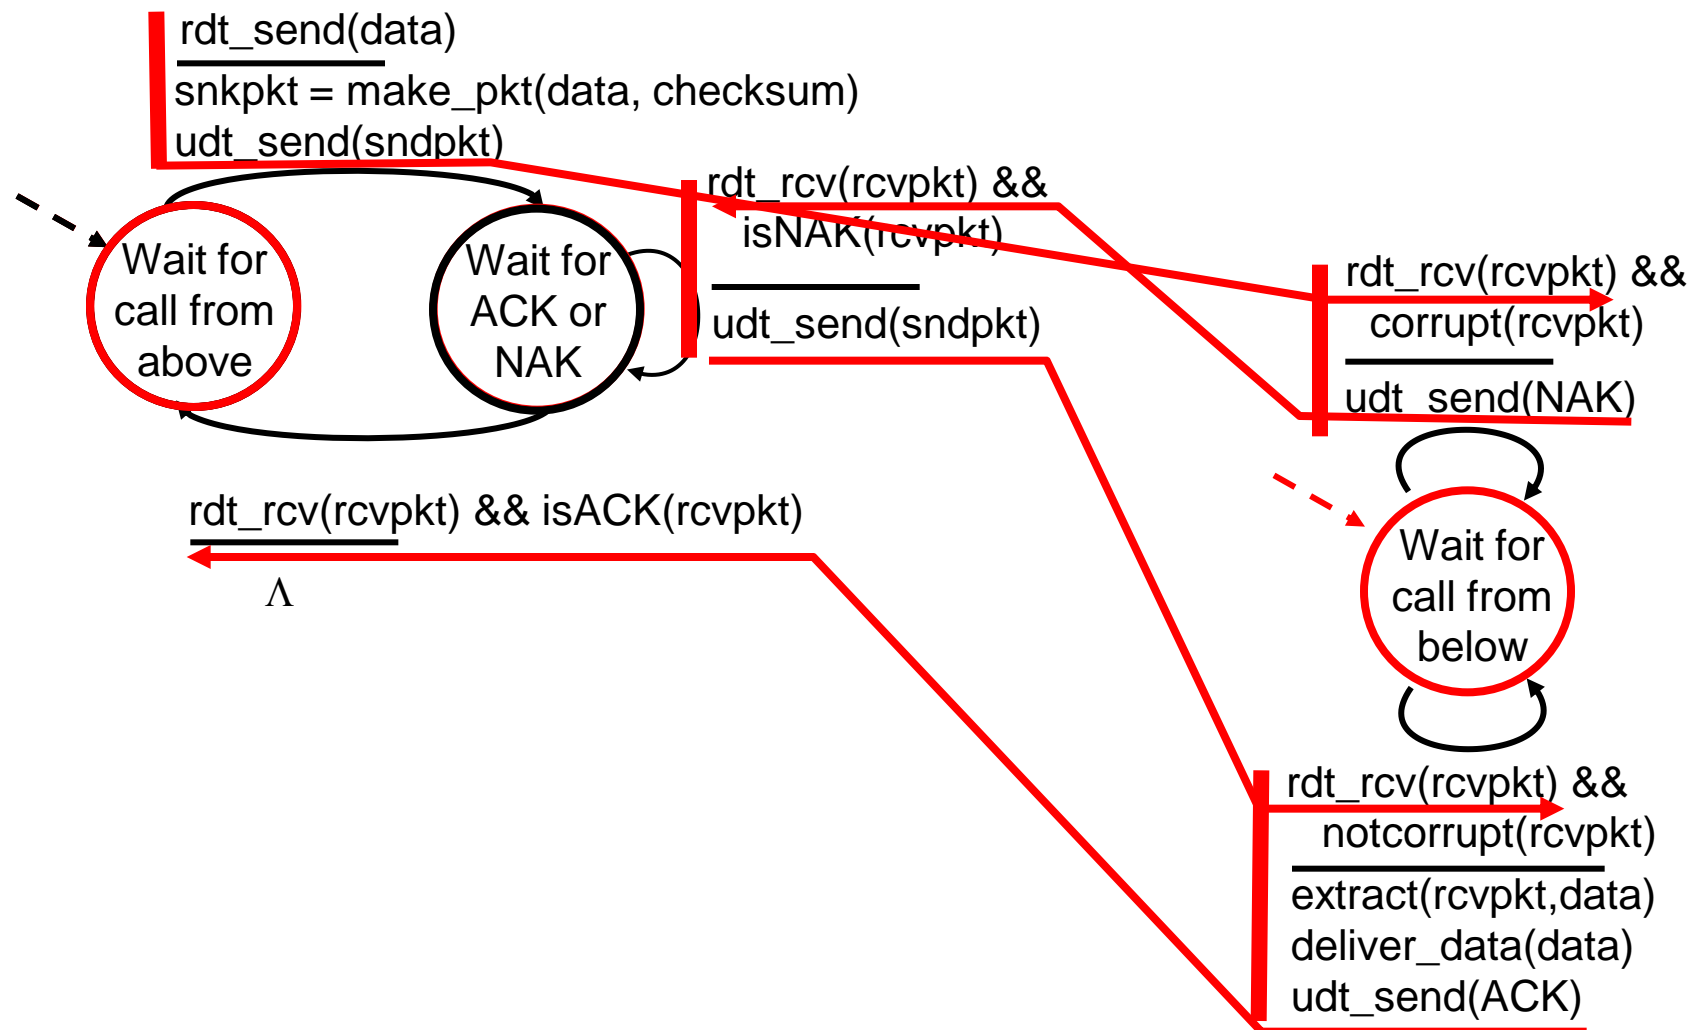 rdt_send(data)
snkpkt = make_pkt(data, checksum)
udt_send(sndpkt)
rdt_rcv(rcvpkt) &&
isNAK(rcvpkt)
udt_send(sndpkt)
Wait for
call from
above
Wait for
ACK or
NAK
rdt_rcv(rcvpkt) && isACK(rcvpkt)
Λ
rdt_rcv(rcvpkt) &&
corrupt(rcvpkt)
udt_send(NAK)
Wait for
call from
below
rdt_rcv(rcvpkt) &&
notcorrupt(rcvpkt)
extract(rcvpkt,data)
deliver_data(data)
udt_send(ACK)